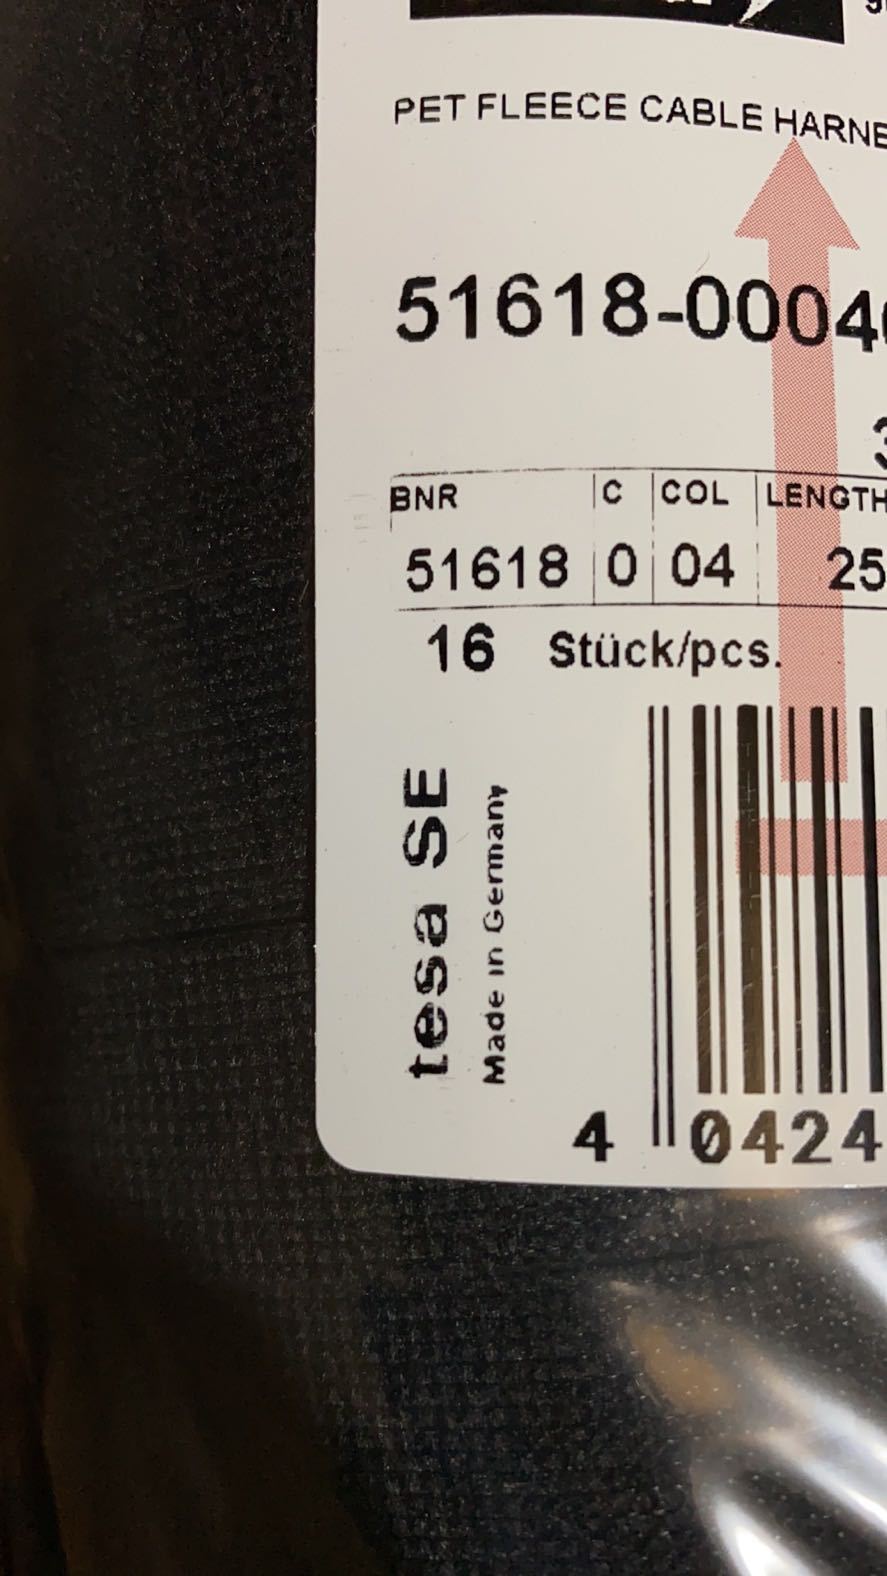 PET FLEECE CABLE HARNE
51618-0004
BNR C COL LENGTH
51618 0 04 25
16 Stück/pcs.
tesa SE
Made in Germany
4 0424